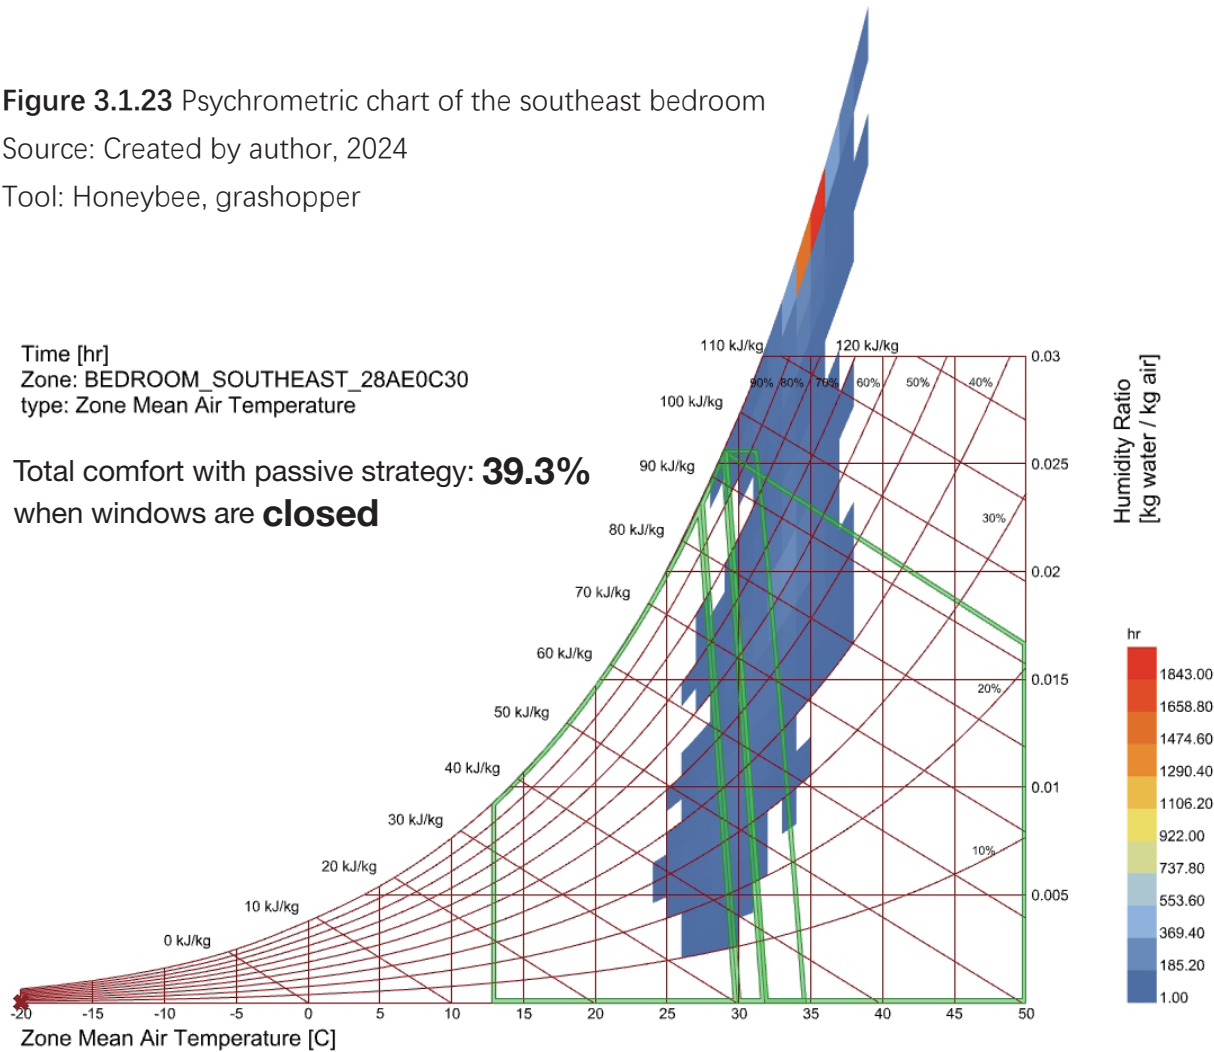 Figure 3.1.23 Psychrometric chart of the southeast bedroom
Source: Created by author, 2024
Tool: Honeybee, grashopper
Time [hr]
Zone: BEDROOM_SOUTHEAST_28AE0C30
type: Zone Mean Air Temperature
Total comfort with passive strategy: 39.3%
when windows are closed
110 kJ/kg
120 kJ/kg
100 kJ/kg
90 kJ/kg
80 kJ/kg
70 kJ/kg
60 kJ/kg
50 kJ/kg
40 kJ/kg
30 kJ/kg
20 kJ/kg
10 kJ/kg
0 kJ/kg
90% 80% 70% 60% 50% 40%
30%
20%
10%
0.03
0.025
0.02
0.015
0.01
0.005
Humidity Ratio
[kg water / kg air]
hr
1843.00
1658.80
1474.60
1290.40
1106.20
922.00
737.80
553.60
369.40
185.20
1.00
-20 -15 -10 -5 0 5 10 15 20 25 30 35 40 45 50
Zone Mean Air Temperature [C]